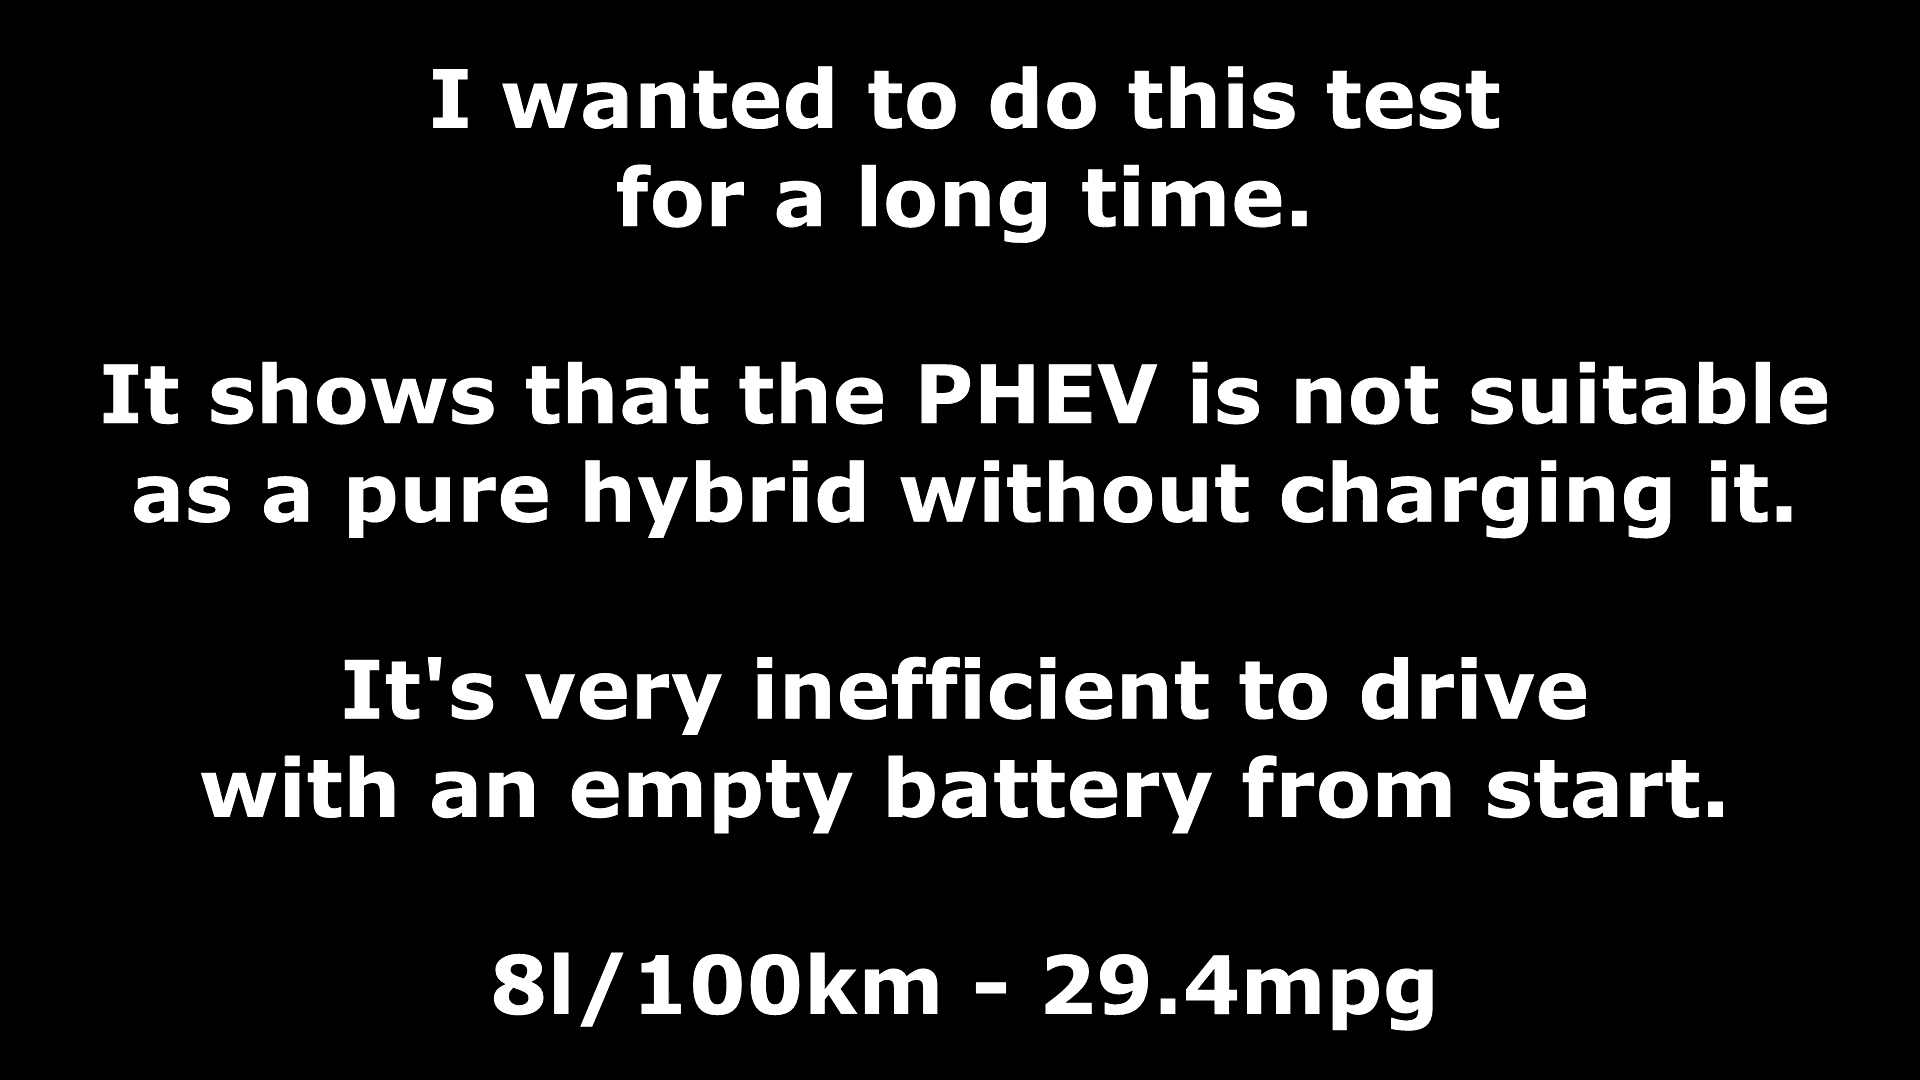 I wanted to do this test
for a long time.
It shows that the PHEV is not suitable
as a pure hybrid without charging it.
It's very inefficient to drive
with an empty battery from start.
8l/100km - 29.4mpg